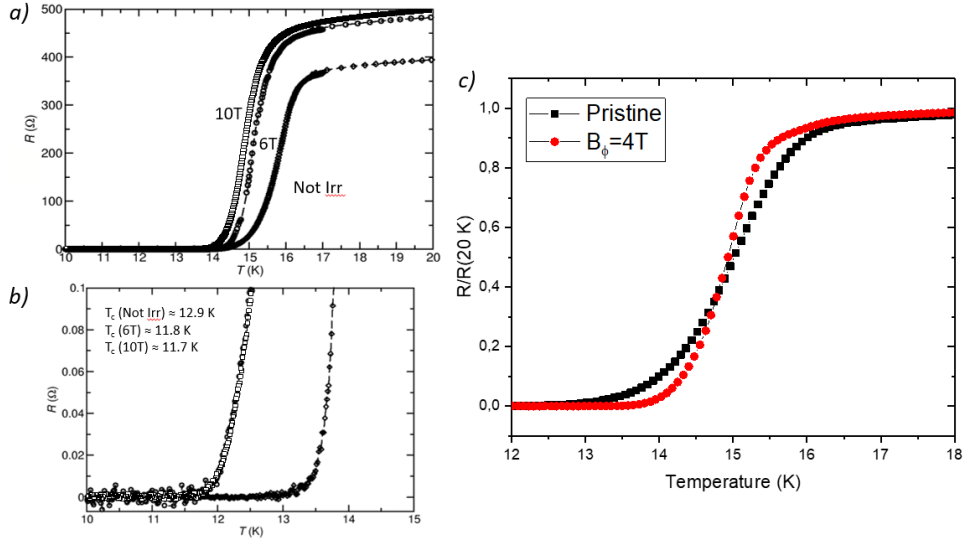 a)
500
400
300
200
100
0
R (Ω)
10T
6T
Not Irr
10 11 12 13 14 15 16 17 18 19 20
T (K)
b)
0.1
0.08
0.06
0.04
0.02
0
R (Ω)
T_c (Not Irr) ≈ 12.9 K
T_c (6T) ≈ 11.8 K
T_c (10T) ≈ 11.7 K
10 11 12 13 14 15
T (K)
c)
Pristine
B_ϕ=4T
1,0
0,8
0,6
0,4
0,2
0,0
R/R(20 K)
12 13 14 15 16 17 18
Temperature (K)